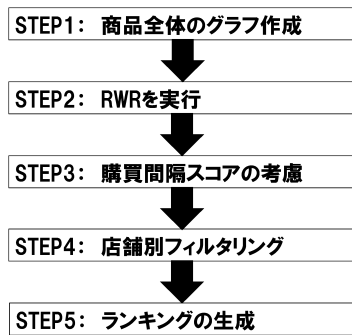 STEP1: 商品全体のグラフ作成
STEP2: RWRを実行
STEP3: 購買間隔スコアの考慮
STEP4: 店舗別フィルタリング
STEP5: ランキングの生成